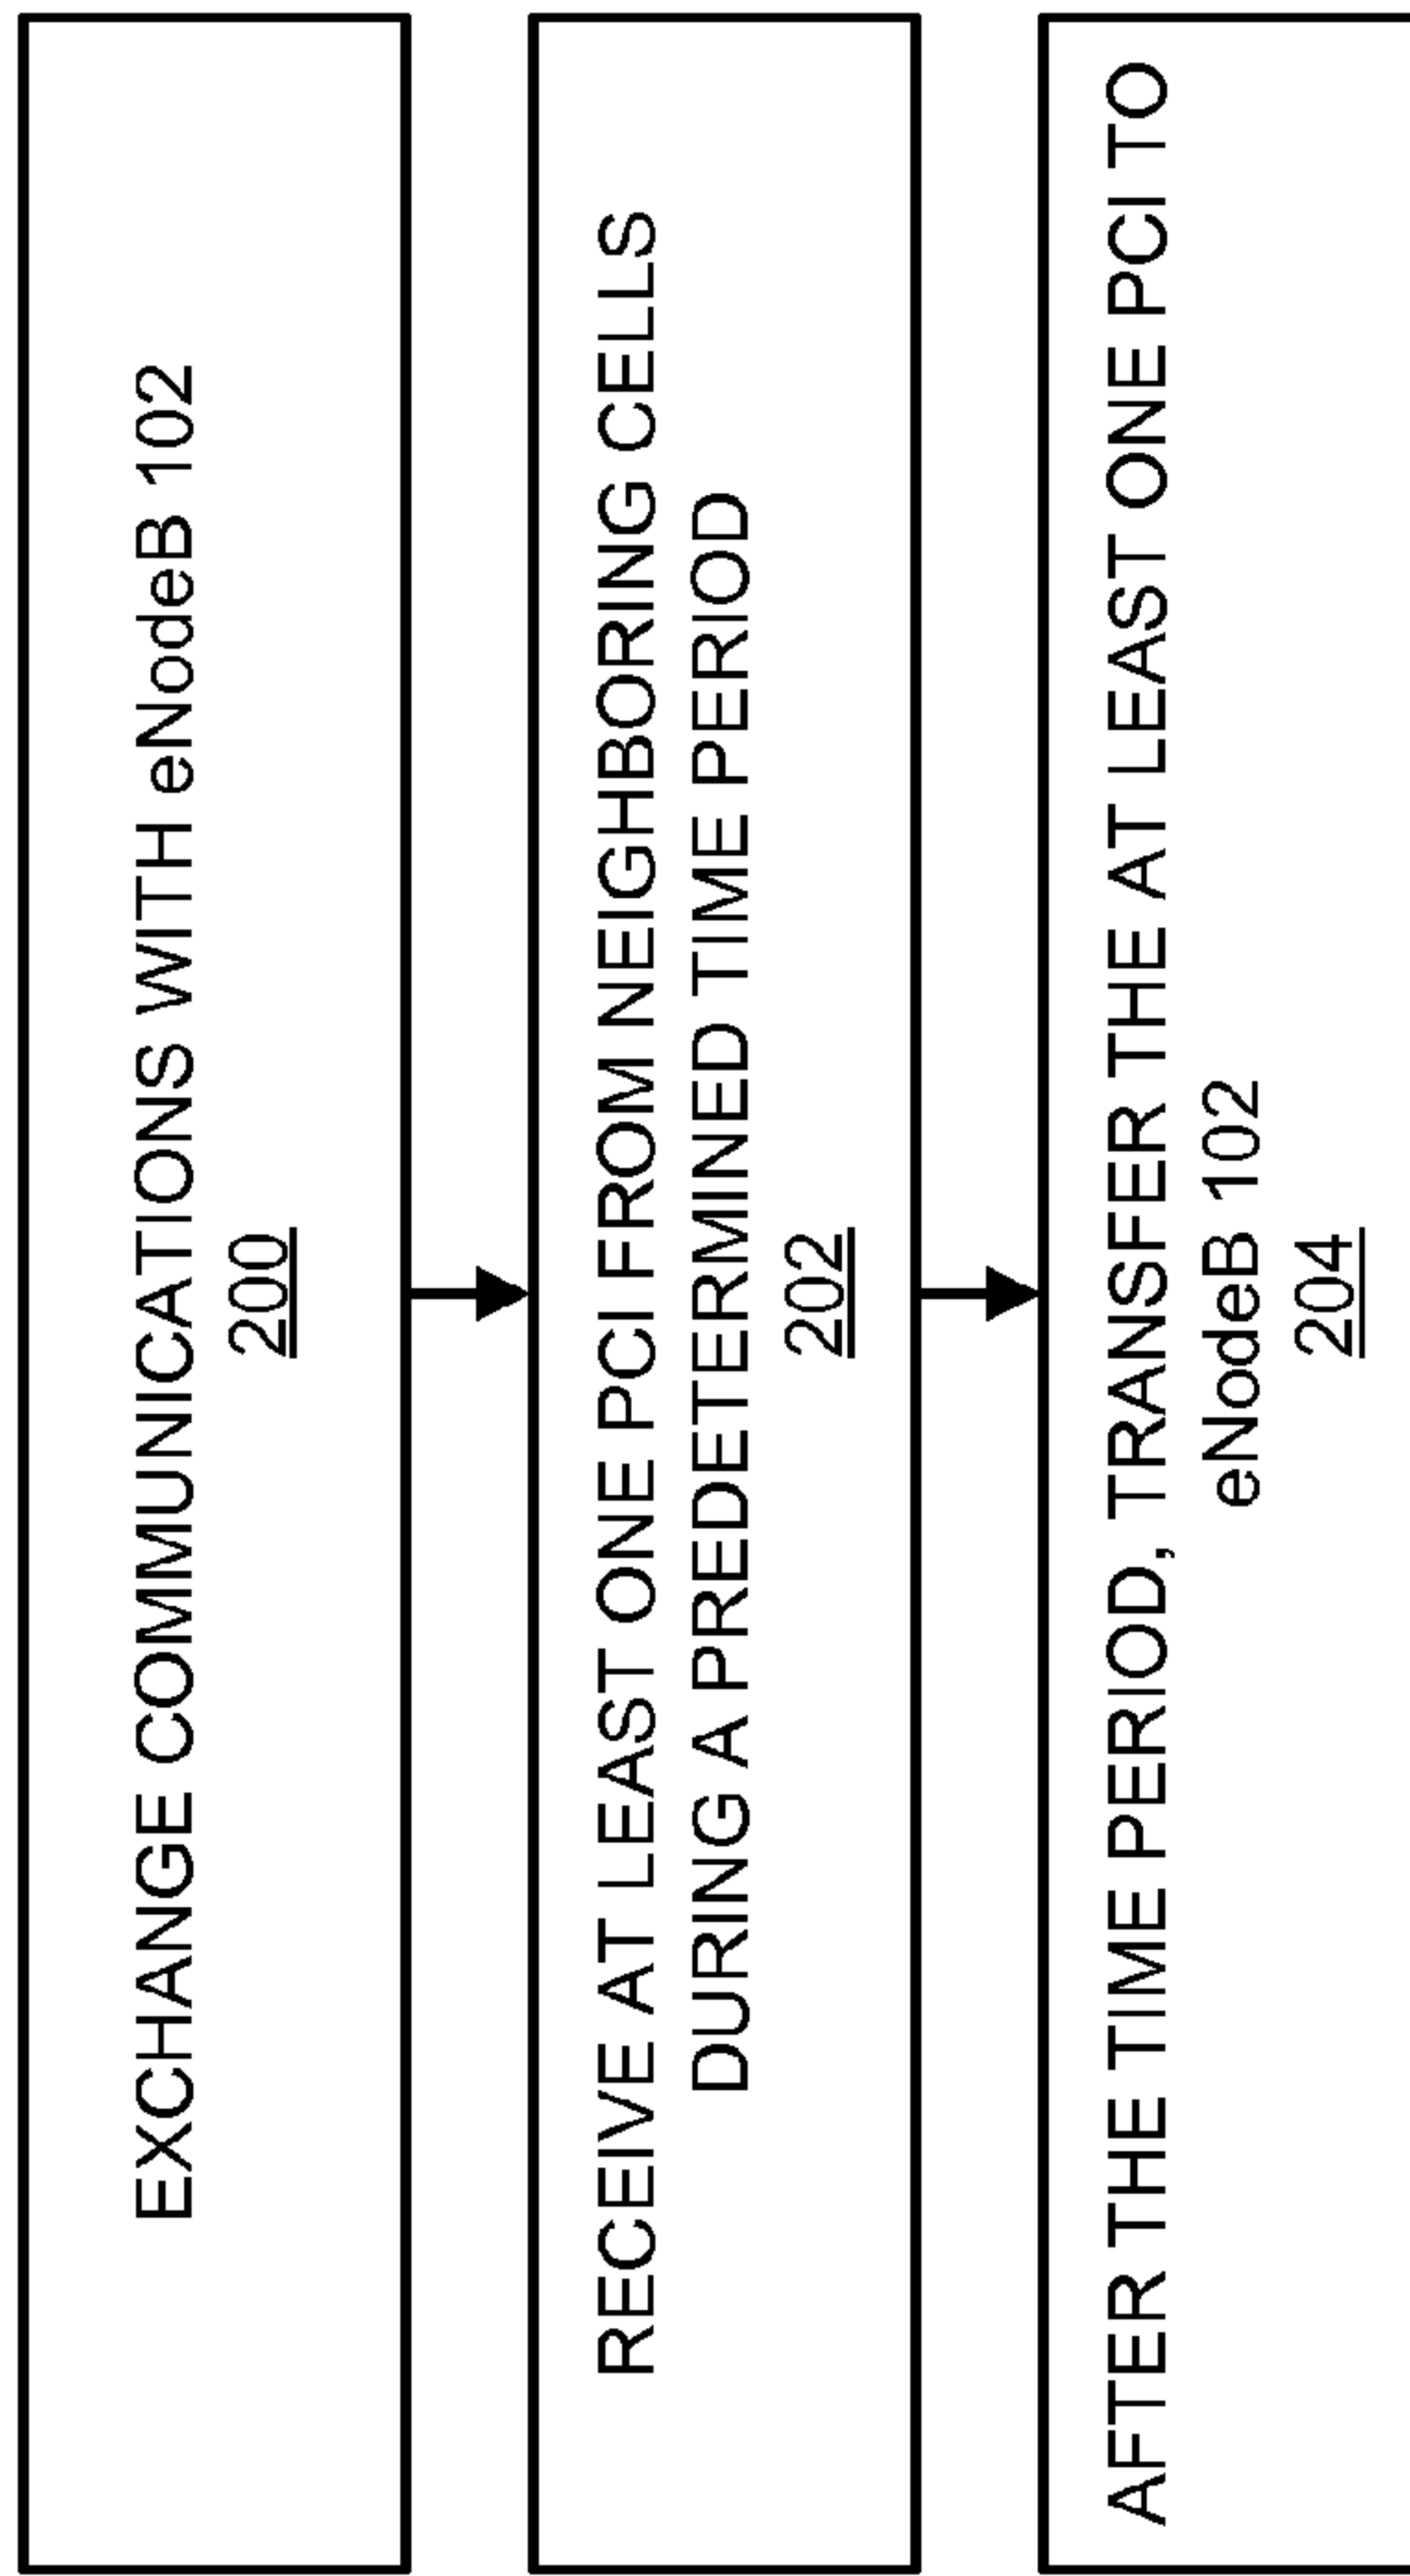 EXCHANGE COMMUNICATIONS WITH eNodeB 102
200
RECEIVE AT LEAST ONE PCI FROM NEIGHBORING CELLS
DURING A PREDETERMINED TIME PERIOD
202
AFTER THE TIME PERIOD, TRANSFER THE AT LEAST ONE PCI TO
eNodeB 102
204